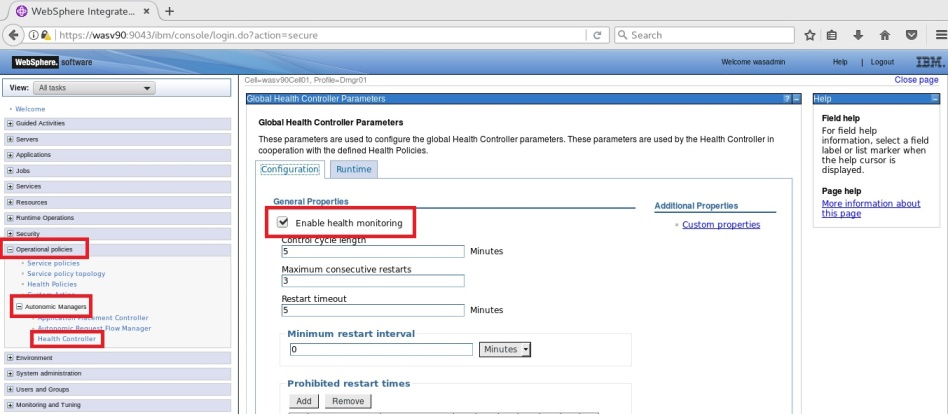 WebSphere Integrate...
https://wasv90:9043/ibm/console/login.do?action=secure
Search
WebSphere. software
Welcome wasadmin
Help | Logout
IBM.
View: All tasks
Cell=wasv90Cell01, Profile=Dmgr01
Close page
Welcome
Guided Activities
Servers
Applications
Jobs
Services
Resources
Runtime Operations
Security
Operational policies
Service policies
Service policy topology
Health Policies
Custom Action
Autonomic Managers
Application Placement Controller
Autonomic Request Flow Manager
Health Controller
Environment
System administration
Users and Groups
Monitoring and Tuning
Global Health Controller Parameters
Global Health Controller Parameters
These parameters are used to configure the global Health Controller parameters. These parameters are used by the Health Controller in
cooperation with the defined Health Policies.
Configuration
Runtime
General Properties
Enable health monitoring
Control cycle length
5 Minutes
Maximum consecutive restarts
3
Restart timeout
5 Minutes
Minimum restart interval
0 Minutes
Prohibited restart times
Add Remove
Additional Properties
Custom properties
Help
Field help
For field help
information, select a field
label or list marker when
the help cursor is
displayed.
Page help
More information about
this page